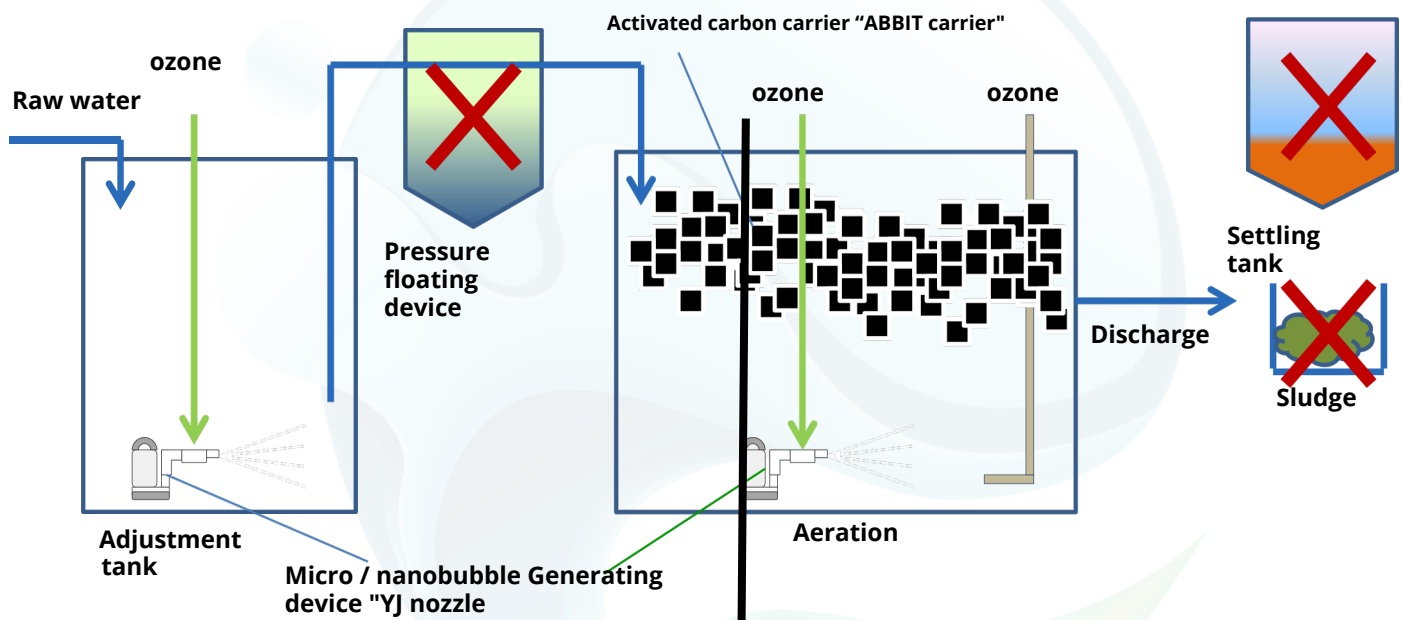 Activated carbon carrier “ABBIT carrier"
ozone
Raw water
ozone
ozone
Pressure
floating
device
Settling
tank
Discharge
Sludge
Adjustment
tank
Aeration
Micro / nanobubble Generating
device "YJ nozzle